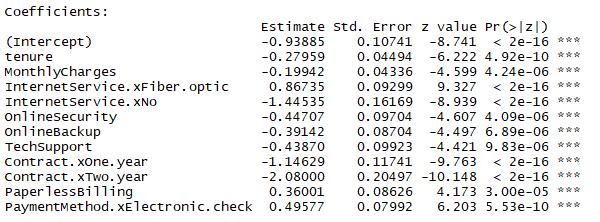 Coefficients:
Estimate Std. Error z value Pr(>|z|)
(Intercept) -0.93885 0.10741 -8.741 < 2e-16 ***
tenure -0.27959 0.04494 -6.222 4.92e-10 ***
MonthlyCharges -0.19942 0.04336 -4.599 4.24e-06 ***
InternetService.xFiber.optic 0.86735 0.09299 9.327 < 2e-16 ***
InternetService.xNo -1.44535 0.16169 -8.939 < 2e-16 ***
OnlineSecurity -0.44707 0.09704 -4.607 4.09e-06 ***
OnlineBackup -0.39142 0.08704 -4.497 6.89e-06 ***
TechSupport -0.43870 0.09923 -4.421 9.83e-06 ***
Contract.xOne.year -1.14629 0.11741 -9.763 < 2e-16 ***
Contract.xTwo.year -2.08000 0.20497 -10.148 < 2e-16 ***
PaperlessBilling 0.36001 0.08626 4.173 3.00e-05 ***
PaymentMethod.xElectronic.check 0.49577 0.07992 6.203 5.53e-10 ***